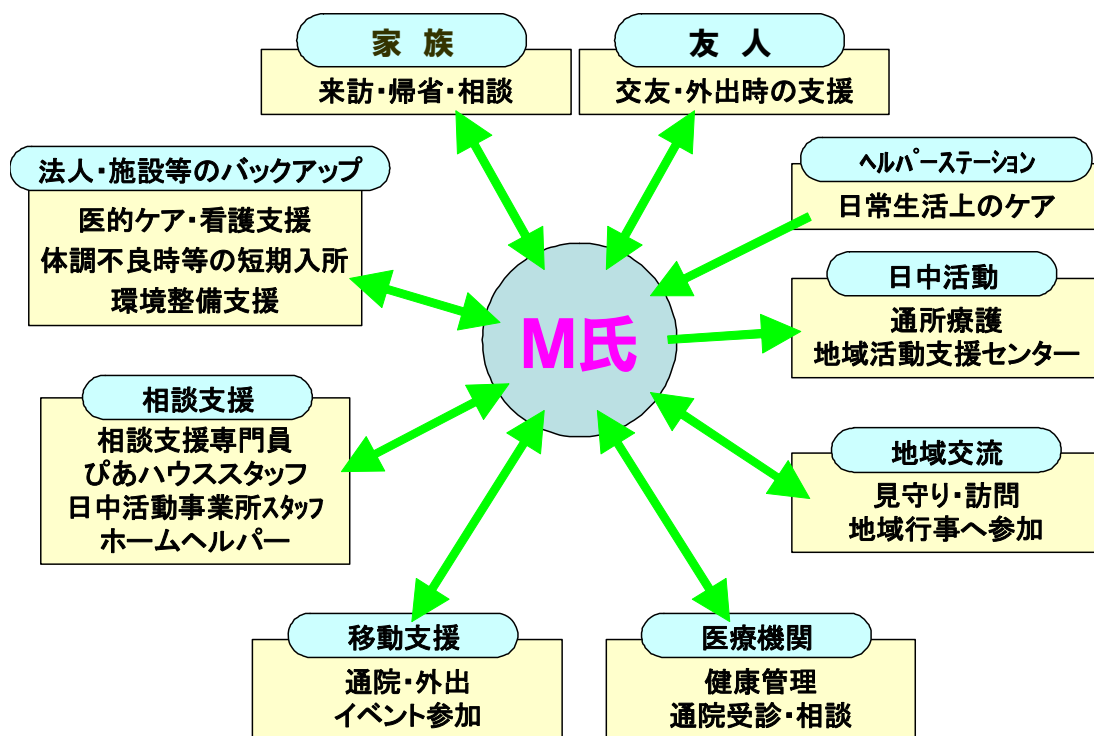 家 族
来訪・帰省・相談
友 人
交友・外出時の支援
法人・施設等のバックアップ
医的ケア・看護支援
体調不良時等の短期入所
環境整備支援
ヘルパーステーション
日常生活上のケア
日中活動
通所療護
地域活動支援センター
M氏
相談支援
相談支援専門員
ぴあハウススタッフ
日中活動事業所スタッフ
ホームヘルパー
地域交流
見守り・訪問
地域行事へ参加
移動支援
通院・外出
イベント参加
医療機関
健康管理
通院受診・相談